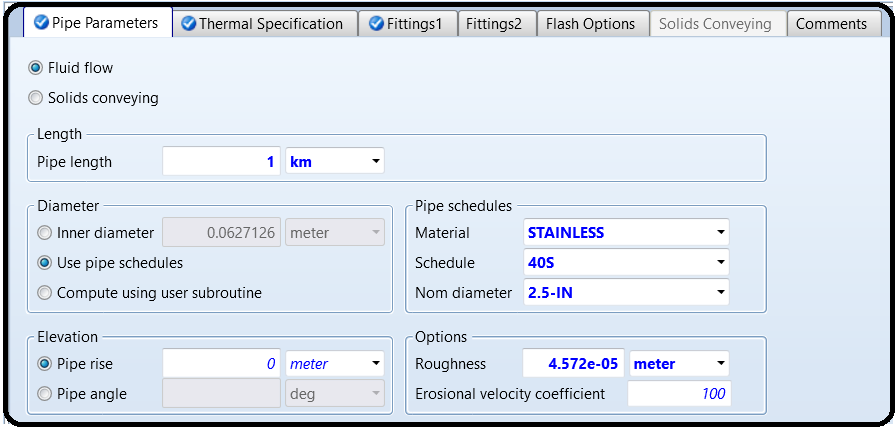 Pipe Parameters Thermal Specification Fittings1 Fittings2 Flash Options Solids Conveying Comments
Fluid flow
Solids conveying
Length
Pipe length 1 km
Diameter
Inner diameter 0.0627126 meter
Use pipe schedules
Compute using user subroutine
Pipe schedules
Material STAINLESS
Schedule 40S
Nom diameter 2.5-IN
Elevation
Pipe rise 0 meter
Pipe angle deg
Options
Roughness 4.572e-05 meter
Erosional velocity coefficient 100